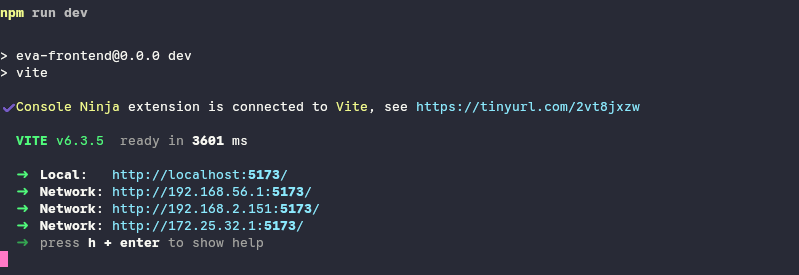 npm run dev
> eva-frontend@0.0.0 dev
> vite
✓Console Ninja extension is connected to Vite, see https://tinyurl.com/2vt8jxzw
VITE v6.3.5 ready in 3601 ms
➜ Local: http://localhost:5173/
➜ Network: http://192.168.56.1:5173/
➜ Network: http://192.168.2.151:5173/
➜ Network: http://172.25.32.1:5173/
➜ press h + enter to show help